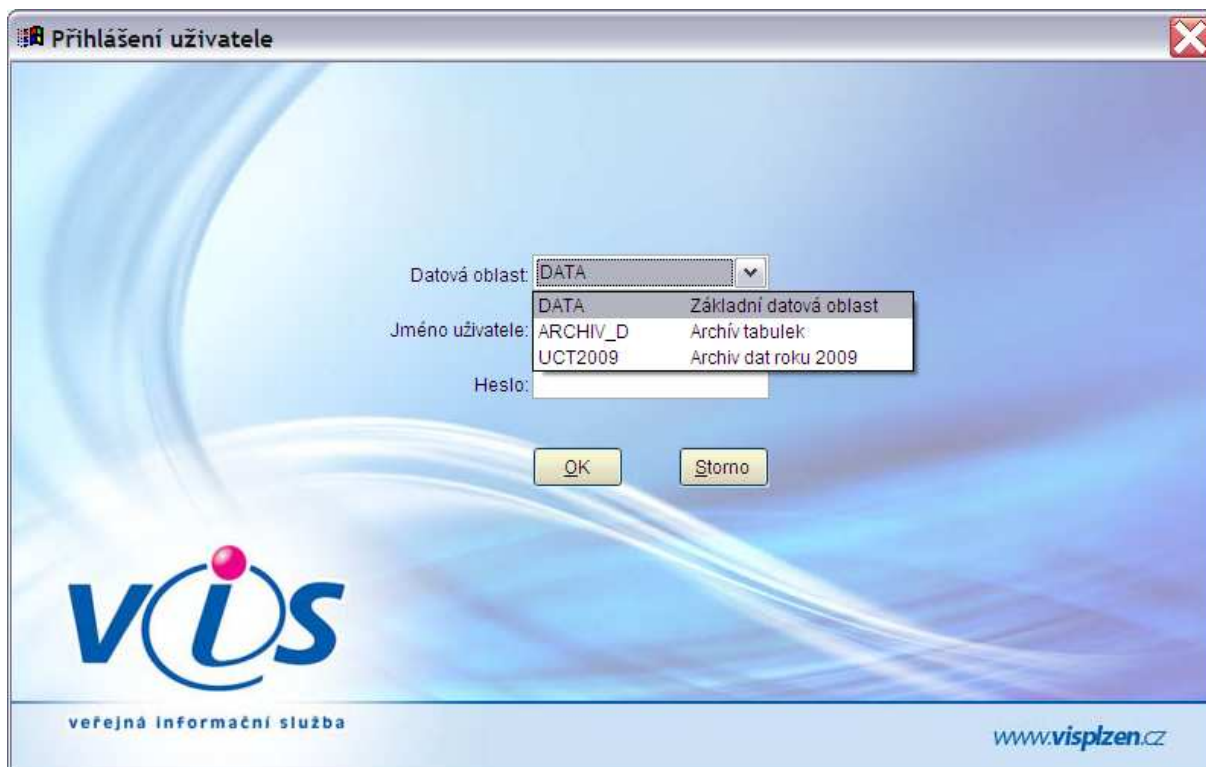 Přihlášení uživatele
Datová oblast: DATA
DATA Základní datová oblast
Jméno uživatele: ARCHIV_D Archív tabulek
UCT2009 Archiv dat roku 2009
Heslo:
OK Storno
vis
veřejná informační služba
www.visplzen.cz